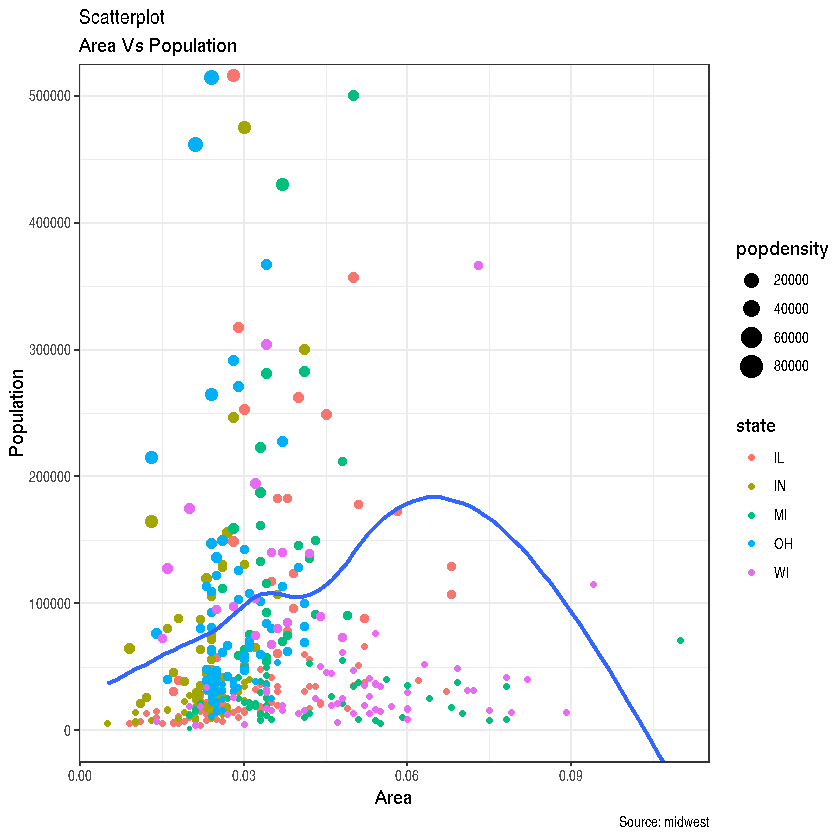 Scatterplot
Area Vs Population
Population
500000
400000
300000
200000
100000
0
0.00
0.03
0.06
0.09
Area
popdensity
20000
40000
60000
80000
state
IL
IN
MI
OH
WI
Source: midwest